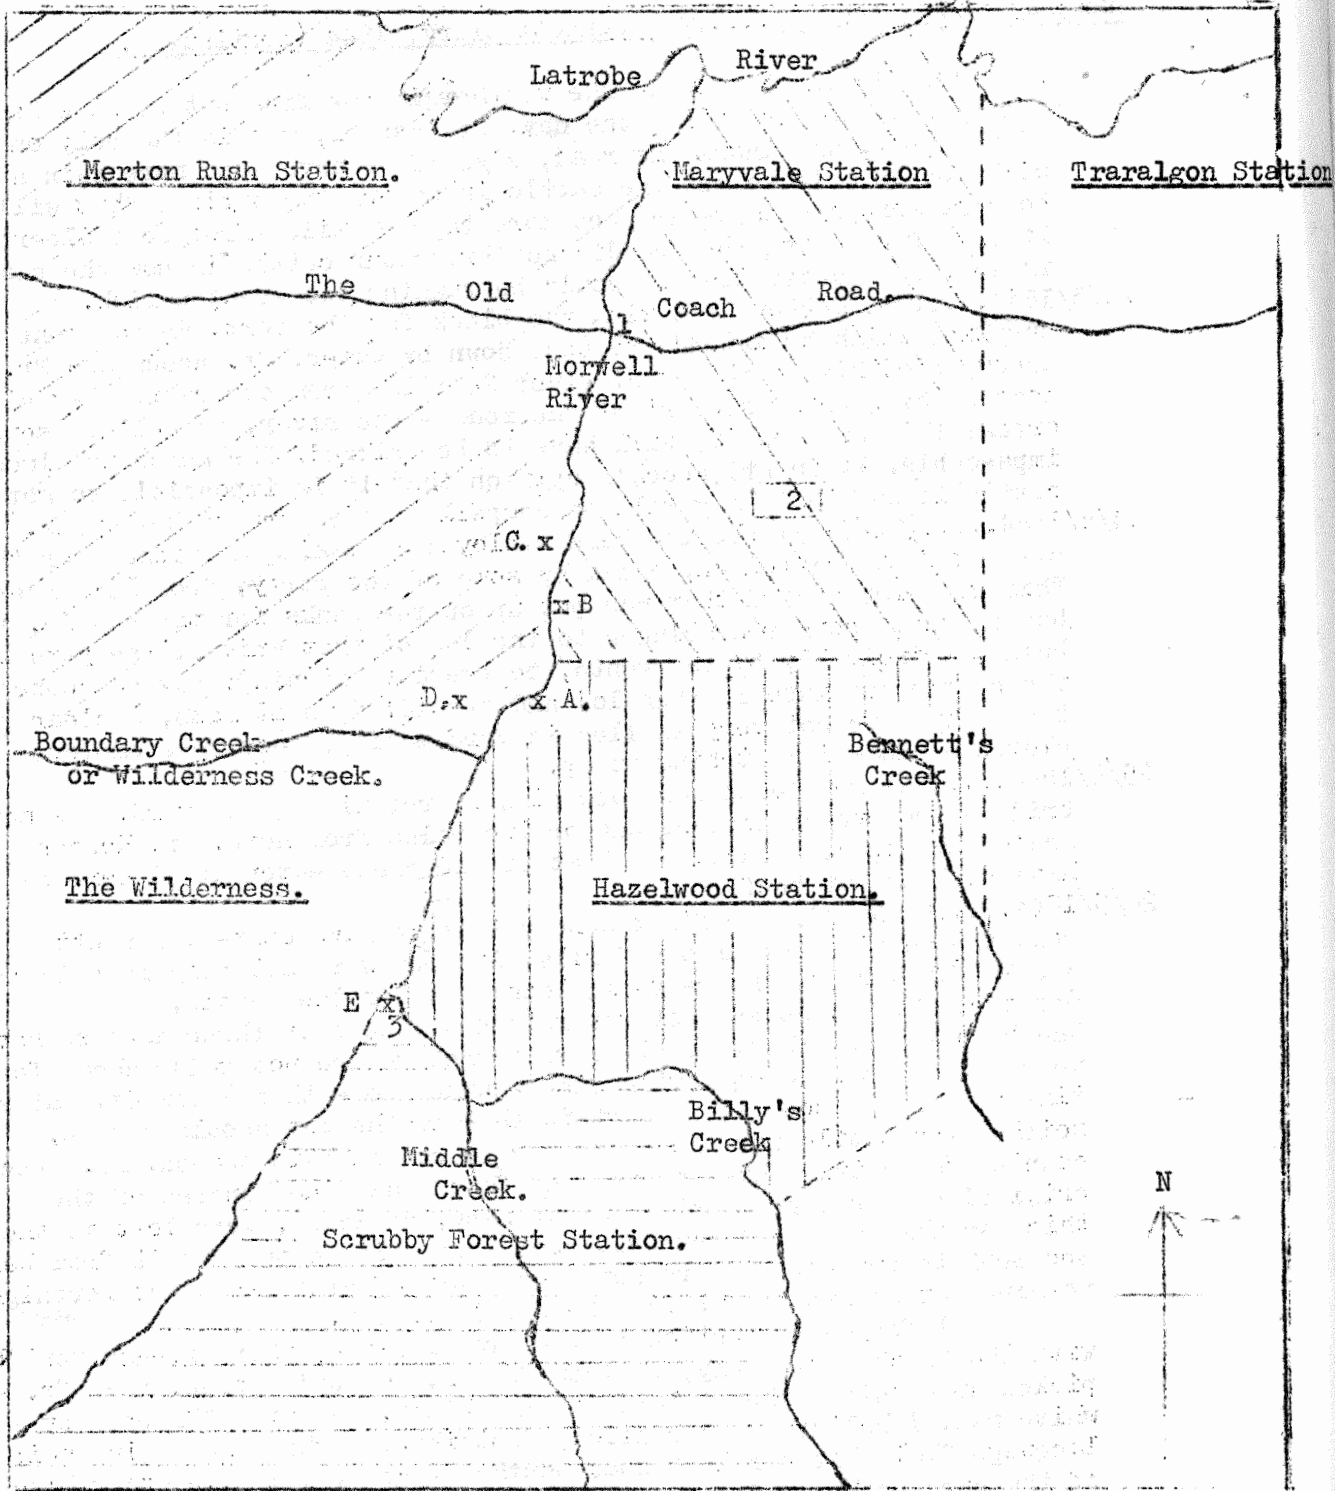 Latrobe River
Merton Rush Station.
Maryvale Station
Traralgon Station
The Old Coach Road.
1
Morwell
River
2
C. x
x B
D. x
x A.
Boundary Creek
or Wilderness Creek.
Bennett's
Creek
The Wilderness.
Hazelwood Station.
E x
3
Billy's
Creek
Middle
Creek.
N
Scrubby Forest Station.